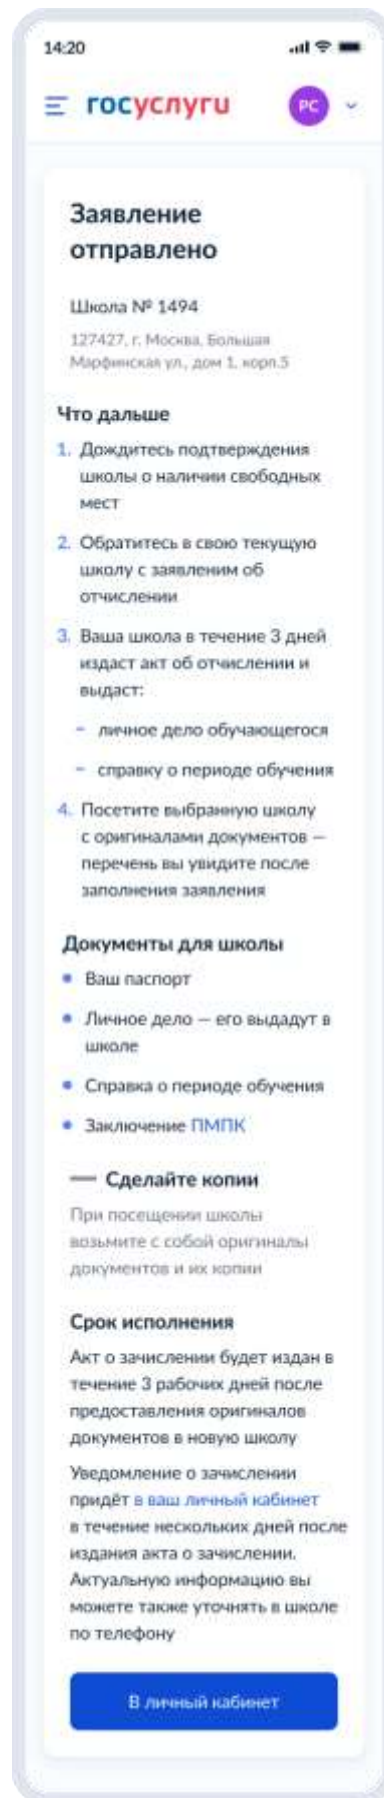 14:20
госуслуги
РС
Заявление
отправлено
Школа № 1494
127427, г. Москва, Большая
Марфинская ул., дом 1, корп.5
Что дальше
1. Дождитесь подтверждения
школы о наличии свободных
мест
2. Обратитесь в свою текущую
школу с заявленим об
отчислении
3. Ваша школа в течение 3 дней
издаст акт об отчислении и
выдаст:
– личное дело обучающегося
– справку о периоде обучения
4. Посетите выбранную школу
с оригиналами документов —
перечень вы увидите после
заполнения заявления
Документы для школы
• Ваш паспорт
• Личное дело — его выдадут в
школе
• Справка о периоде обучения
• Заключение ПМПК
— Сделайте копии
При посещении школы
возьмите с собой оригиналы
документов и их копии
Срок исполнения
Акт о зачислении будет издан в
течение 3 рабочих дней после
предоставления оригиналов
документов в новую школу
Уведомление о зачислении
придёт в ваш личный кабинет
в течение нескольких дней после
издания акта о зачислении.
Актуальную информацию вы
можете также уточнять в школе
по телефону
В личный кабинет